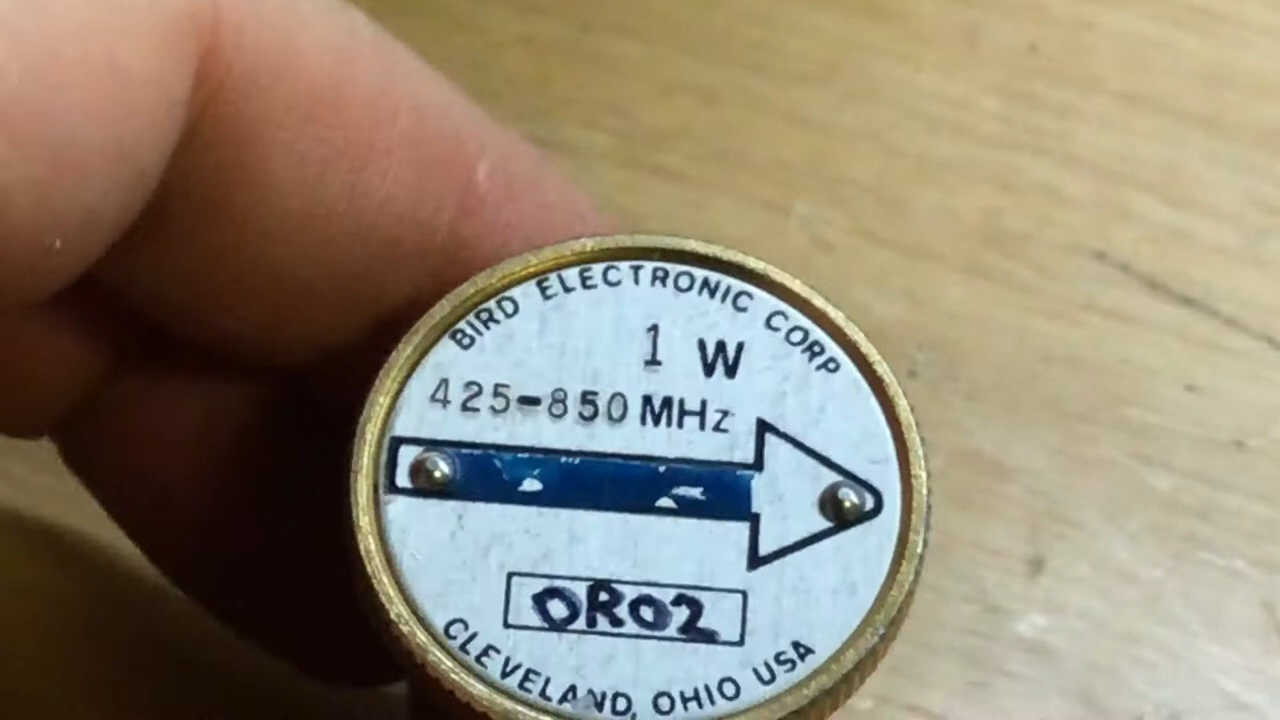 BIRD ELECTRONIC CORP
1 W
425-850 MHz
OR02
CLEVELAND, OHIO USA